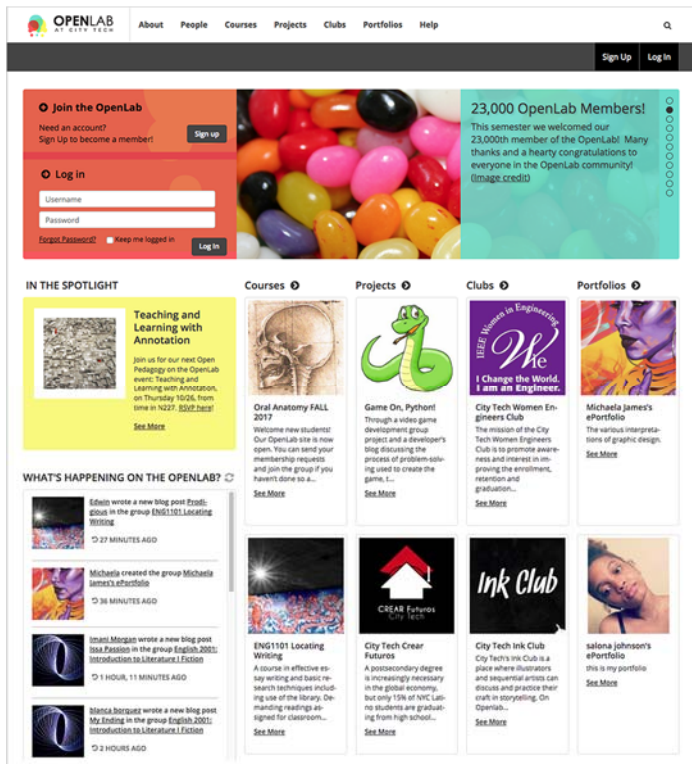 OPENLAB
AT CITY TECH
About People Courses Projects Clubs Portfolios Help
Sign Up Log In
Join the OpenLab
Need an account?
Sign Up to become a member!
Sign up
Log in
Username
Password
Forgot Password?
Keep me logged in
Log In
23,000 OpenLab Members!
This semester we welcomed our
23,000th member of the OpenLab! Many
thanks and a hearty congratulations to
everyone in the OpenLab community!
(Image credit)
IN THE SPOTLIGHT
Teaching and
Learning with
Annotation
Join us for our next Open
Pedagogy on the OpenLab
event: Teaching and
Learning with Annotation,
on Thursday 10/26, from
time in N227. RSVP here!
See More
WHAT'S HAPPENING ON THE OPENLAB?
Edwin wrote a new blog post Prodi-
gious in the group ENG1101 Locating
Writing
27 MINUTES AGO
Michaela created the group Michaela
James's ePortfolio
36 MINUTES AGO
Imani Morgan wrote a new blog post
Issa Passion in the group English 2001:
Introduction to Literature I Fiction
1 HOUR, 11 MINUTES AGO
blanca borquez wrote a new blog post
My Ending in the group English 2001:
Introduction to Literature I Fiction
2 HOURS AGO
Courses
Oral Anatomy FALL
2017
Welcome new students!
Our OpenLab site is now
open. You can send your
membership requests
and join the group if you
haven't done so a...
See More
ENG1101 Locating
Writing
A course in effective es-
say writing and basic re-
search techniques includ-
ing use of the library. De-
manding readings as-
signed for classroom...
See More
Projects
Game On, Python!
Through a video game
development group
project and a developer's
blog discussing the
process of problem-solv-
ing used to create the
game, t...
See More
CREAR Futuros
City Tech
City Tech Crear
Futuros
A postsecondary degree
is increasingly necessary
in the global economy,
but only 15% of NYC Lati-
no students are graduat-
ing from high school...
See More
Clubs
IEEE Women in Engineering
Wie
I Change the World.
I am an Engineer.
City Tech Women En-
gineers Club
The mission of the City
Tech Women Engineers
Club is to promote aware-
ness and interest in im-
proving the enrollment,
retention and
graduation...
See More
Ink Club
City Tech Ink Club
City Tech's Ink Club is a
place where illustrators
and sequential artists can
discuss and practice their
craft in storytelling. On
Openlab...
See More
Portfolios
Michaela James's
ePortfolio
The various interpreta-
tions of graphic design.
See More
salona johnson's
ePortfolio
this is my portfolio
See More